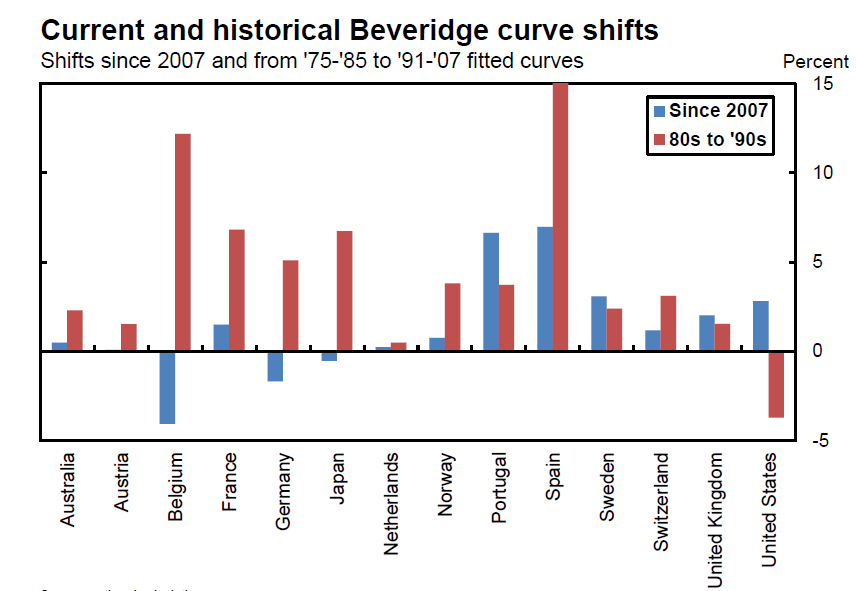 Current and historical Beveridge curve shifts
Shifts since 2007 and from '75-'85 to '91-'07 fitted curves
Percent
15
Since 2007
80s to '90s
10
5
0
-5
Australia
Austria
Belgium
France
Germany
Japan
Netherlands
Norway
Portugal
Spain
Sweden
Switzerland
United Kingdom
United States